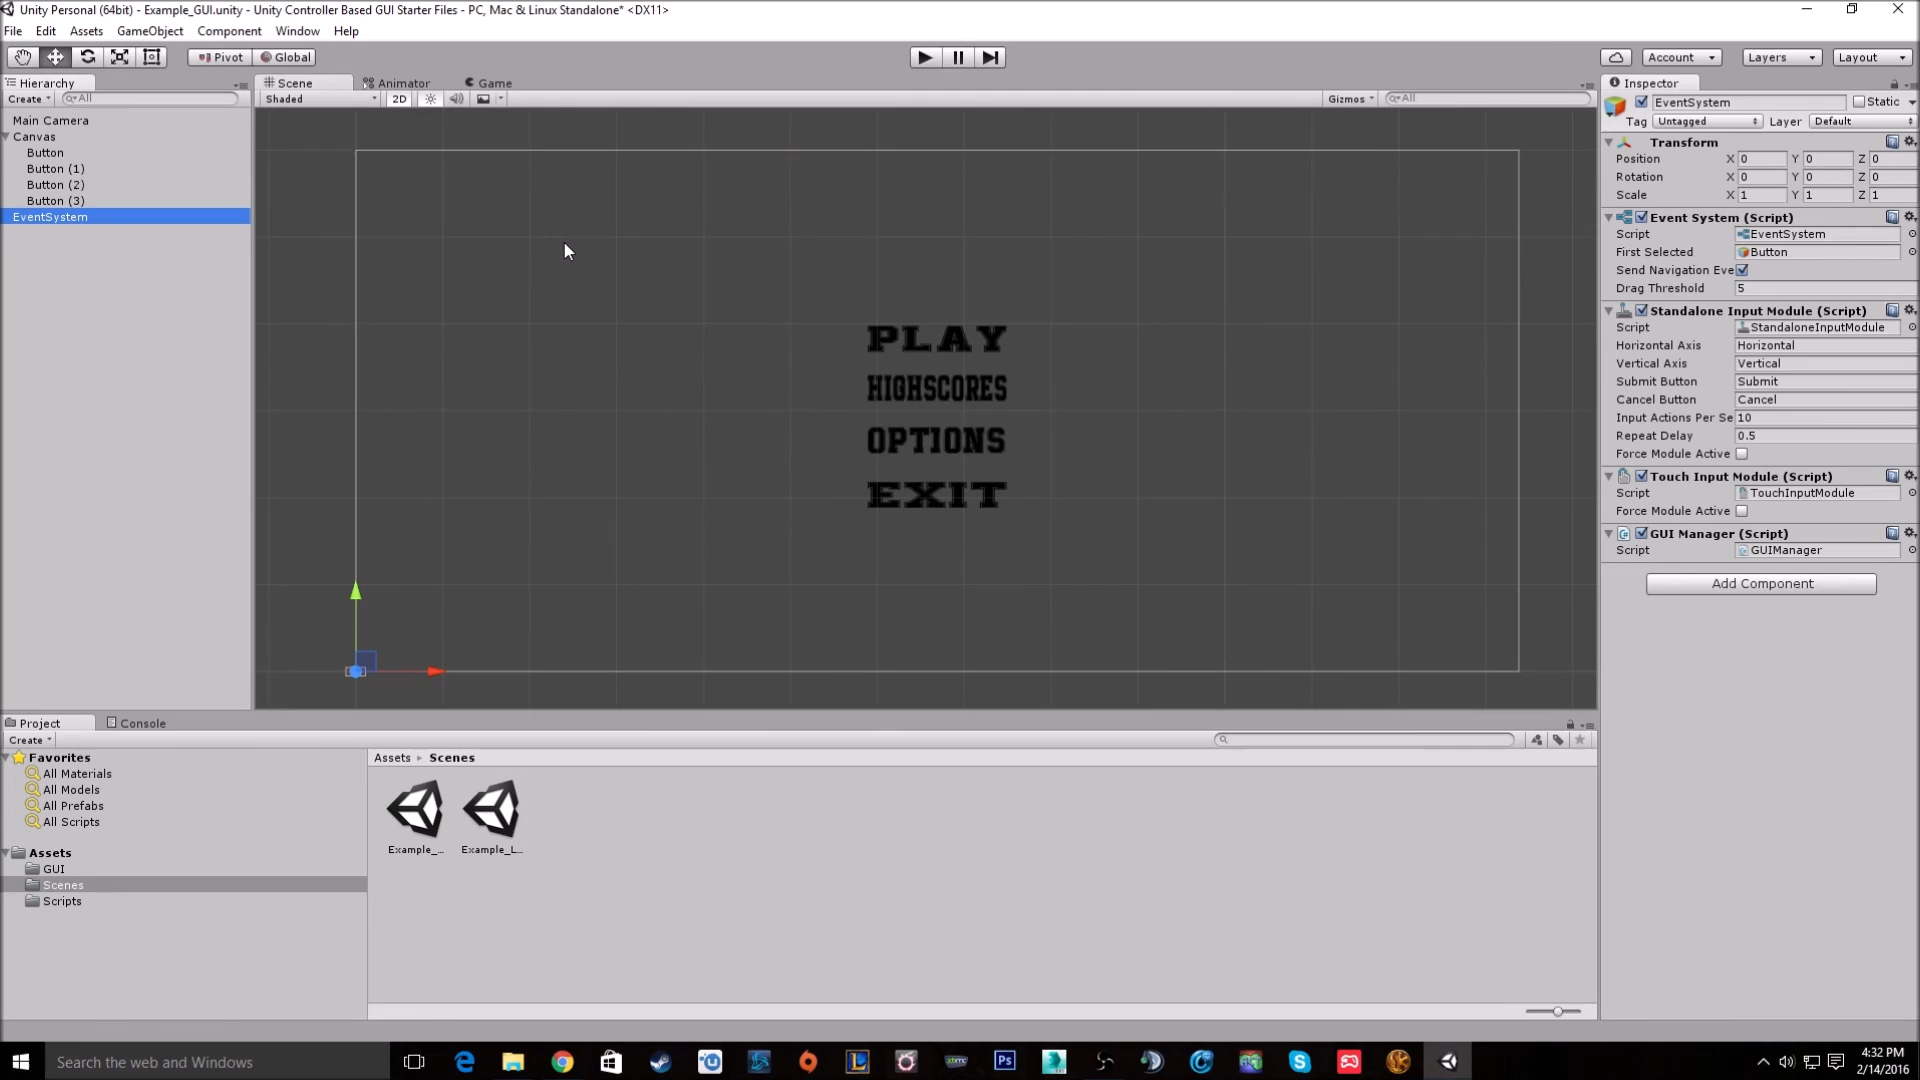 Unity Personal (64bit) - Example_GUI.unity - Unity Controller Based GUI Starter Files - PC, Mac & Linux Standalone* <DX11>
File Edit Assets GameObject Component Window Help
Pivot Global Account Layers Layout
Hierarchy
Create All
Main Camera
Canvas
Button
Button (1)
Button (2)
Button (3)
EventSystem
Scene Animator Game
Shaded 2D Gizmos All
PLAY
HIGHSCORES
OPTIONS
EXIT
Inspector
EventSystem Static
Tag Untagged Layer Default
Transform
Position X 0 Y 0 Z 0
Rotation X 0 Y 0 Z 0
Scale X 1 Y 1 Z 1
Event System (Script)
Script EventSystem
First Selected Button
Send Navigation Eve
Drag Threshold 5
Standalone Input Module (Script)
Script StandaloneInputModule
Horizontal Axis Horizontal
Vertical Axis Vertical
Submit Button Submit
Cancel Button Cancel
Input Actions Per Se 10
Repeat Delay 0.5
Force Module Active
Touch Input Module (Script)
Script TouchInputModule
Force Module Active
GUI Manager (Script)
Script GUIManager
Add Component
Project Console
Create
Favorites
All Materials
All Models
All Prefabs
All Scripts
Assets
GUI
Scenes
Scripts
Assets Scenes
Example_... Example_L...
Search the web and Windows
Ps
4:32 PM
2/14/2016